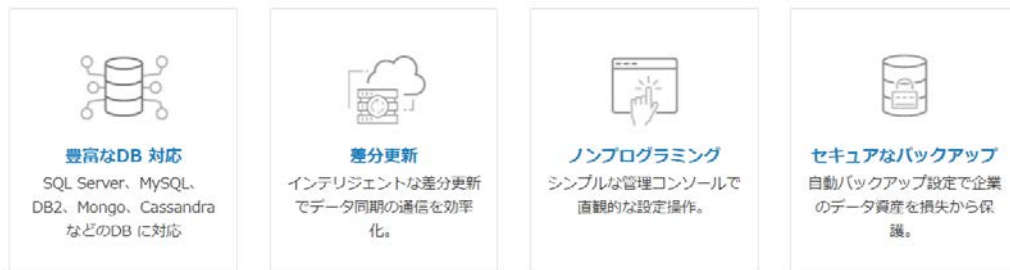 豊富なDB 対応
SQL Server、MySQL、
DB2、Mongo、Cassandra
などのDB に対応
差分更新
インテリジェントな差分更新
でデータ同期の通信を効率
化。
ノンプログラミング
シンプルな管理コンソールで
直観的な設定操作。
セキュアなバックアップ
自動バックアップ設定で企業
のデータ資産を損失から保
護。